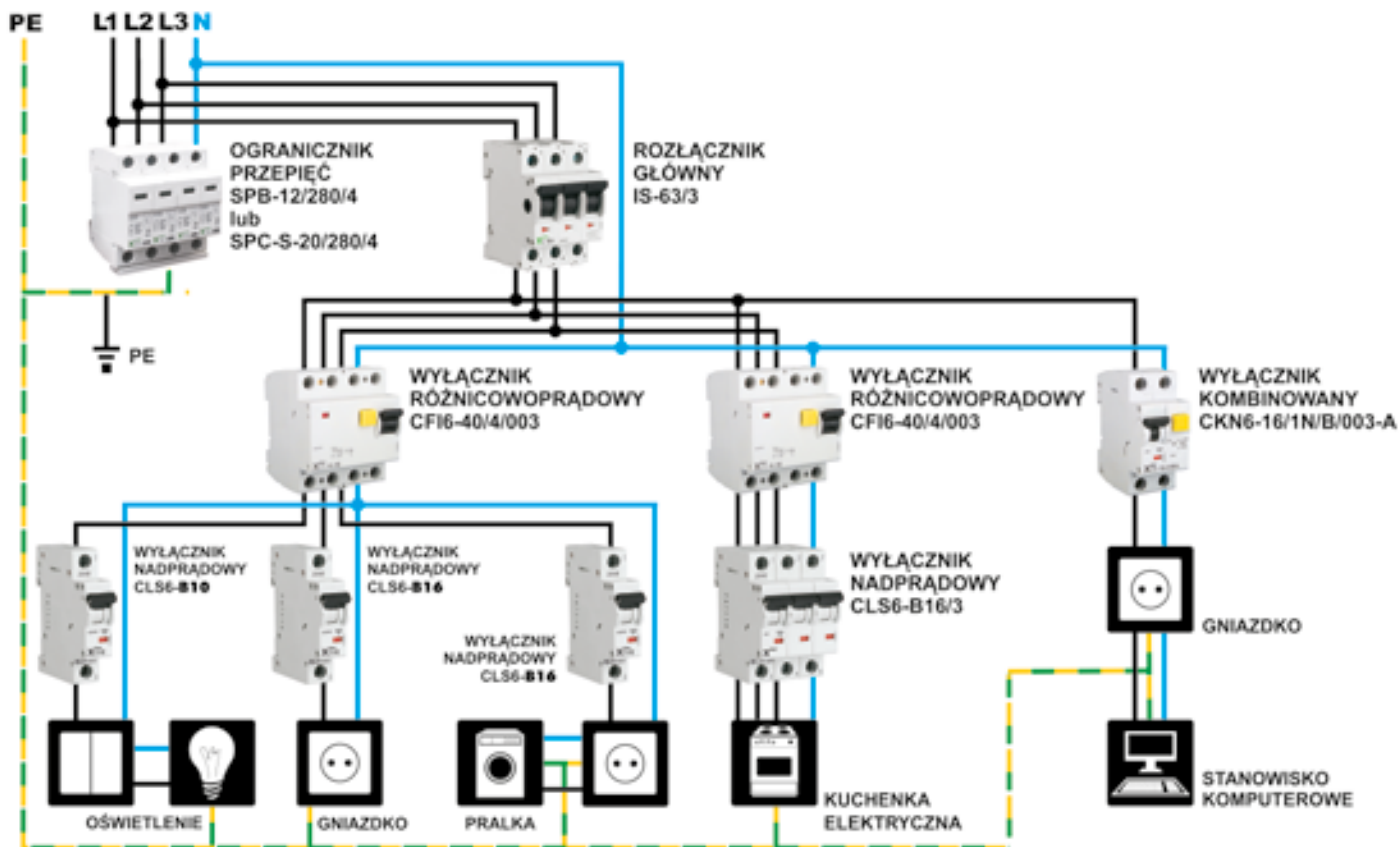 PE L1 L2 L3 N
OGRANICZNIK
PRZEPIĘĆ
SPB-12/280/4
lub
SPC-S-20/280/4
ROZŁĄCZNIK
GŁÓWNY
IS-63/3
PE
WYŁĄCZNIK
RÓŻNICOWOPRĄDOWY
CFI6-40/4/003
WYŁĄCZNIK
RÓŻNICOWOPRĄDOWY
CFI6-40/4/003
WYŁĄCZNIK
KOMBINOWANY
CKN6-16/1N/B/003-A
WYŁĄCZNIK
NADPRĄDOWY
CLS6-B10
WYŁĄCZNIK
NADPRĄDOWY
CLS6-B16
WYŁĄCZNIK
NADPRĄDOWY
CLS6-B16
WYŁĄCZNIK
NADPRĄDOWY
CLS6-B16/3
GNIAZDKO
OŚWIETLENIE
GNIAZDKO
PRALKA
KUCHENKA
ELEKTRYCZNA
STANOWISKO
KOMPUTEROWE